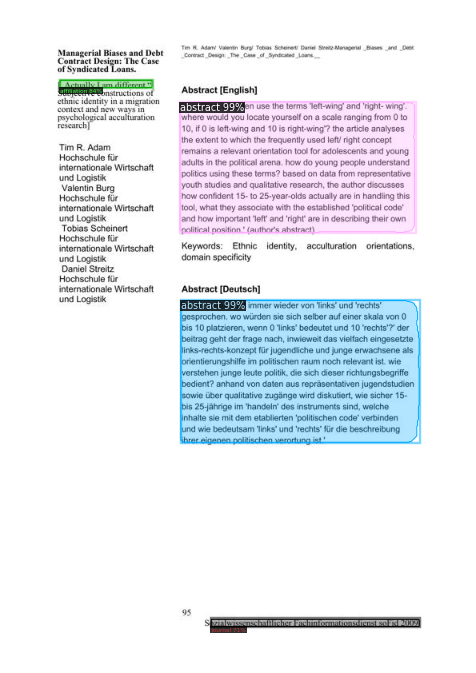 Managerial Biases and Debt
Contract Design: The Case
of Syndicated Loans.
„Actually I am different."
Subjective constructions of
ethnic identity in a migration
context and new ways in
psychological acculturation
research]
Tim R. Adam
Hochschule für
internationale Wirtschaft
und Logistik
Valentin Burg
Hochschule für
internationale Wirtschaft
und Logistik
Tobias Scheinert
Hochschule für
internationale Wirtschaft
und Logistik
Daniel Streitz
Hochschule für
internationale Wirtschaft
und Logistik
Tim R. Adam/ Valentin Burg/ Tobias Scheinert/ Daniel Streitz-Managerial _Biases _and _Debt
_Contract _Design: _The _Case _of _Syndicated _Loans.__
Abstract [English]
abstract 99% en use the terms 'left-wing' and 'right- wing'.
where would you locate yourself on a scale ranging from 0 to
10, if 0 is left-wing and 10 is right-wing'? the article analyses
the extent to which the frequently used left/ right concept
remains a relevant orientation tool for adolescents and young
adults in the political arena. how do young people understand
politics using these terms? based on data from representative
youth studies and qualitative research, the author discusses
how confident 15- to 25-year-olds actually are in handling this
tool, what they associate with the established 'political code'
and how important 'left' and 'right' are in describing their own
political position.' (author's abstract)
Keywords: Ethnic identity, acculturation orientations,
domain specificity
Abstract [Deutsch]
abstract 99% immer wieder von 'links' und 'rechts'
gesprochen. wo würden sie sich selber auf einer skala von 0
bis 10 platzieren, wenn 0 'links' bedeutet und 10 'rechts'?' der
beitrag geht der frage nach, inwieweit das vielfach eingesetzte
links-rechts-konzept für jugendliche und junge erwachsene als
orientierungshilfe im politischen raum noch relevant ist. wie
verstehen junge leute politik, die sich dieser richtungsbegriffe
bedient? anhand von daten aus repräsentativen jugendstudien
sowie über qualitative zugänge wird diskutiert, wie sicher 15-
bis 25-jährige im 'handeln' des instruments sind, welche
inhalte sie mit dem etablierten 'politischen code' verbinden
und wie bedeutsam 'links' und 'rechts' für die beschreibung
ihrer eigenen politischen verortung ist.'
95
Sozialwissenschaftlicher Fachinformationsdienst soFid 2009